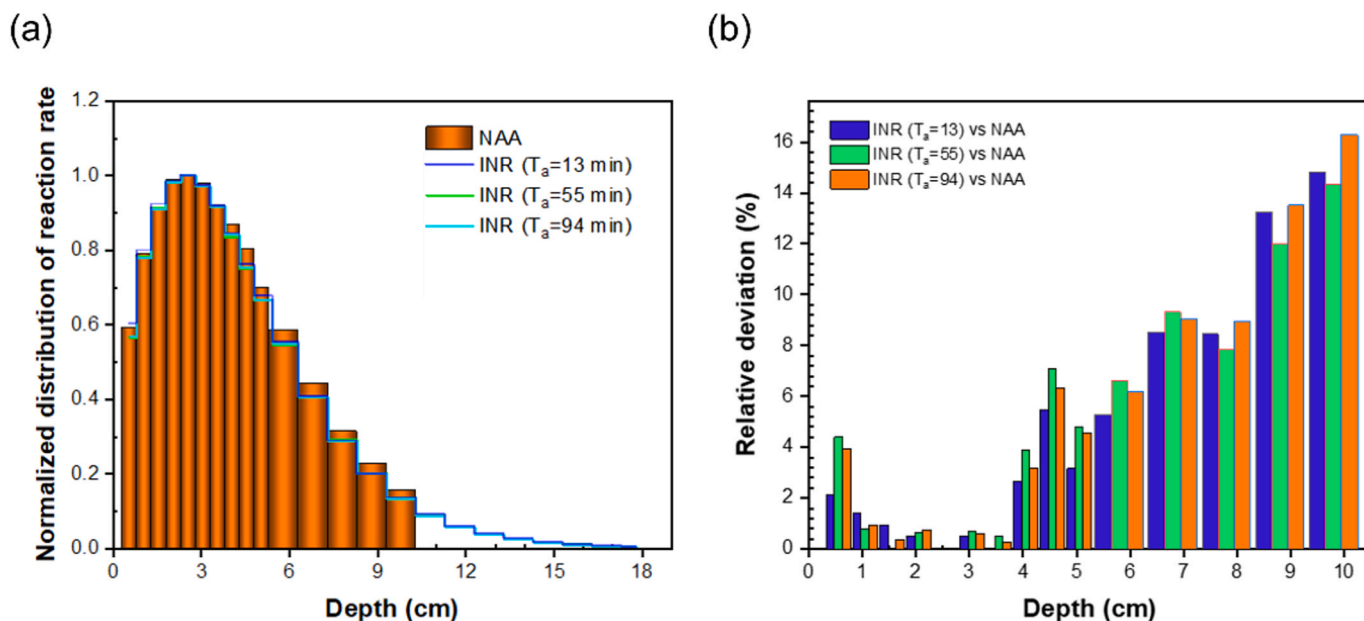 (a)
(b)
Normalized distribution of reaction rate
1.2
1.0
0.8
0.6
0.4
0.2
0.0
NAA
INR (Tₐ=13 min)
INR (Tₐ=55 min)
INR (Tₐ=94 min)
0 3 6 9 12 15 18
Depth (cm)
Relative deviation (%)
16
14
12
10
8
6
4
2
0
INR (Tₐ=13) vs NAA
INR (Tₐ=55) vs NAA
INR (Tₐ=94) vs NAA
0 1 2 3 4 5 6 7 8 9 10
Depth (cm)